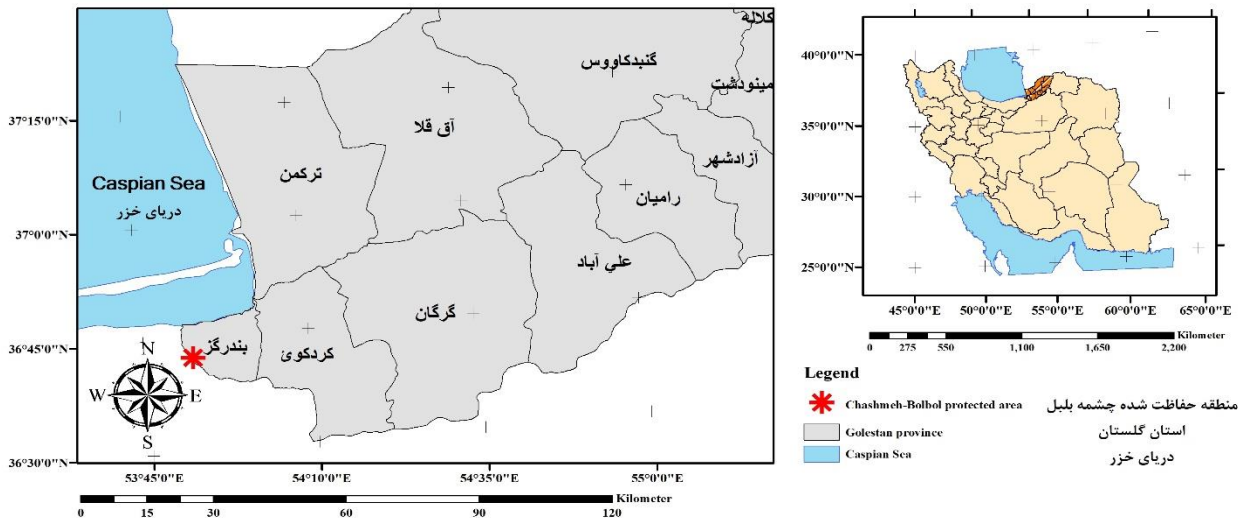 کلاله
گنبدکاووس
مینودشت
آق قلا
آزادشهر
ترکمن
رامیان
علي آباد
گرگان
کردکوئ
بندرگز
Caspian Sea
دریای خزر
37°15'0"N
37°0'0"N
36°45'0"N
36°30'0"N
N
W E
S
53°45'0"E 54°10'0"E 54°35'0"E 55°0'0"E
Kilometer
0 15 30 60 90 120
40°0'0"N
35°0'0"N
30°0'0"N
25°0'0"N
45°0'0"E 50°0'0"E 55°0'0"E 60°0'0"E 65°0'0"E
Kilometer
0 275 550 1,100 1,650 2,200
Legend
Chashmeh-Bolbol protected area منطقه حفاظت شده چشمه بلبل
Golestan province استان گلستان
Caspian Sea دریای خزر